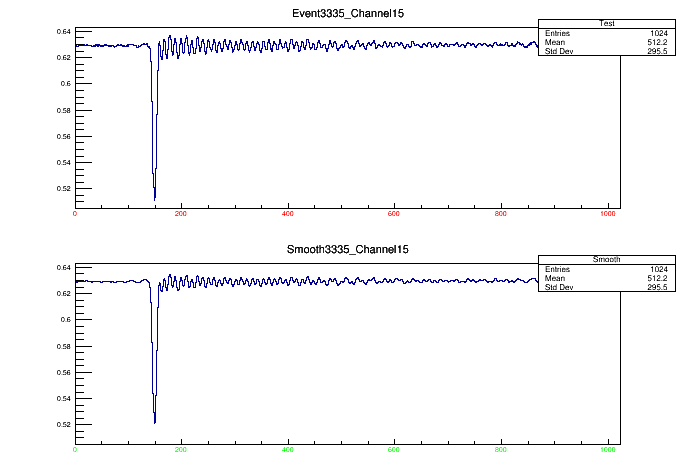 Event3335_Channel15
Test
Entries 1024
Mean 512.2
Std Dev 295.5
0.64
0.62
0.6
0.58
0.56
0.54
0.52
0 200 400 600 800 1000
Smooth3335_Channel15
Smooth
Entries 1024
Mean 512.2
Std Dev 295.5
0.64
0.62
0.6
0.58
0.56
0.54
0.52
0 200 400 600 800 1000